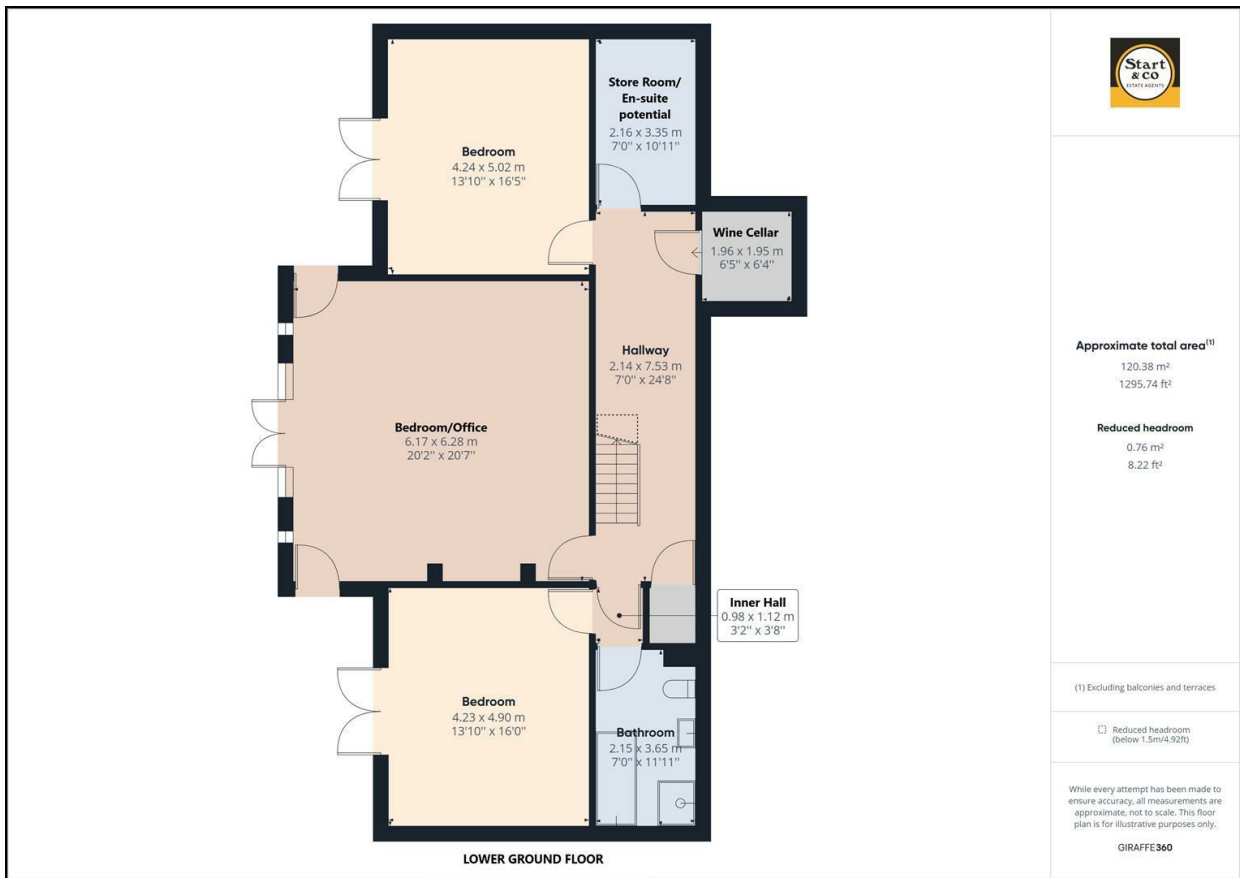 Store Room/
En-suite
potential
2.16 x 3.35 m
7'0" x 10'11"
Bedroom
4.24 x 5.02 m
13'10" x 16'5"
Wine Cellar
1.96 x 1.95 m
6'5" x 6'4"
Hallway
2.14 x 7.53 m
7'0" x 24'8"
Bedroom/Office
6.17 x 6.28 m
20'2" x 20'7"
Inner Hall
0.98 x 1.12 m
3'2" x 3'8"
Bedroom
4.23 x 4.90 m
13'10" x 16'0"
Bathroom
2.15 x 3.65 m
7'0" x 11'11"
LOWER GROUND FLOOR
Start
& CO
ESTATE AGENTS
Approximate total area(1)
120.38 m²
1295.74 ft²
Reduced headroom
0.76 m²
8.22 ft²
(1) Excluding balconies and terraces
Reduced headroom
(below 1.5m/4.92ft)
While every attempt has been made to
ensure accuracy, all measurements are
approximate, not to scale. This floor
plan is for illustrative purposes only.
GIRAFFE360